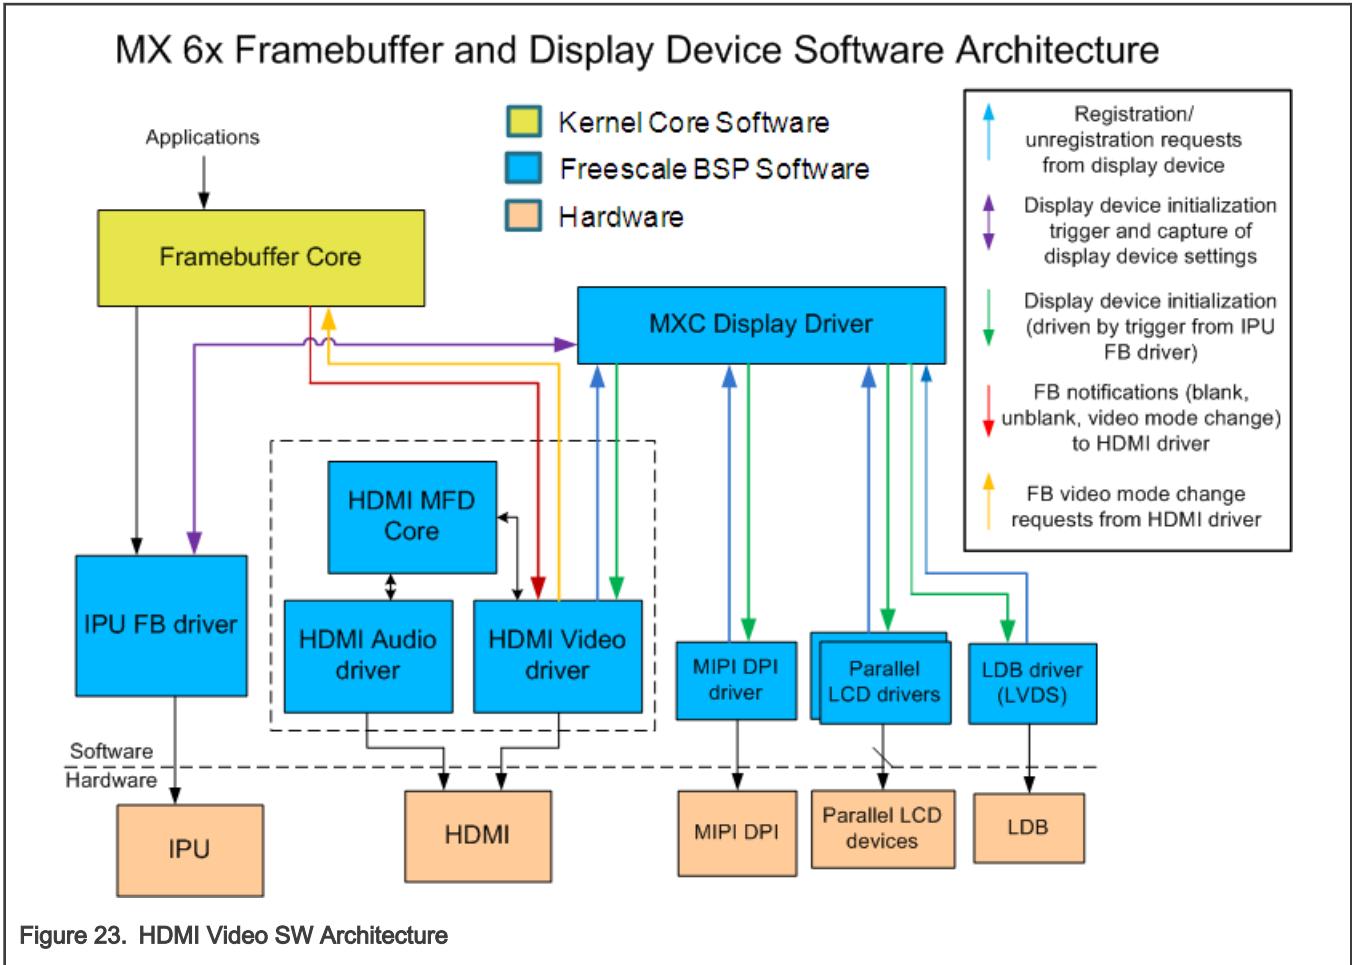 MX 6x Framebuffer and Display Device Software Architecture
Applications
Kernel Core Software
Freescale BSP Software
Hardware
Registration/
unregistration requests
from display device
Display device initialization
trigger and capture of
display device settings
Display device initialization
(driven by trigger from IPU
FB driver)
FB notifications (blank,
unblank, video mode change)
to HDMI driver
FB video mode change
requests from HDMI driver
Framebuffer Core
MXC Display Driver
HDMI MFD
Core
IPU FB driver
HDMI Audio
driver
HDMI Video
driver
MIPI DPI
driver
Parallel
LCD drivers
LDB driver
(LVDS)
Software
Hardware
IPU
HDMI
MIPI DPI
Parallel LCD
devices
LDB
Figure 23. HDMI Video SW Architecture